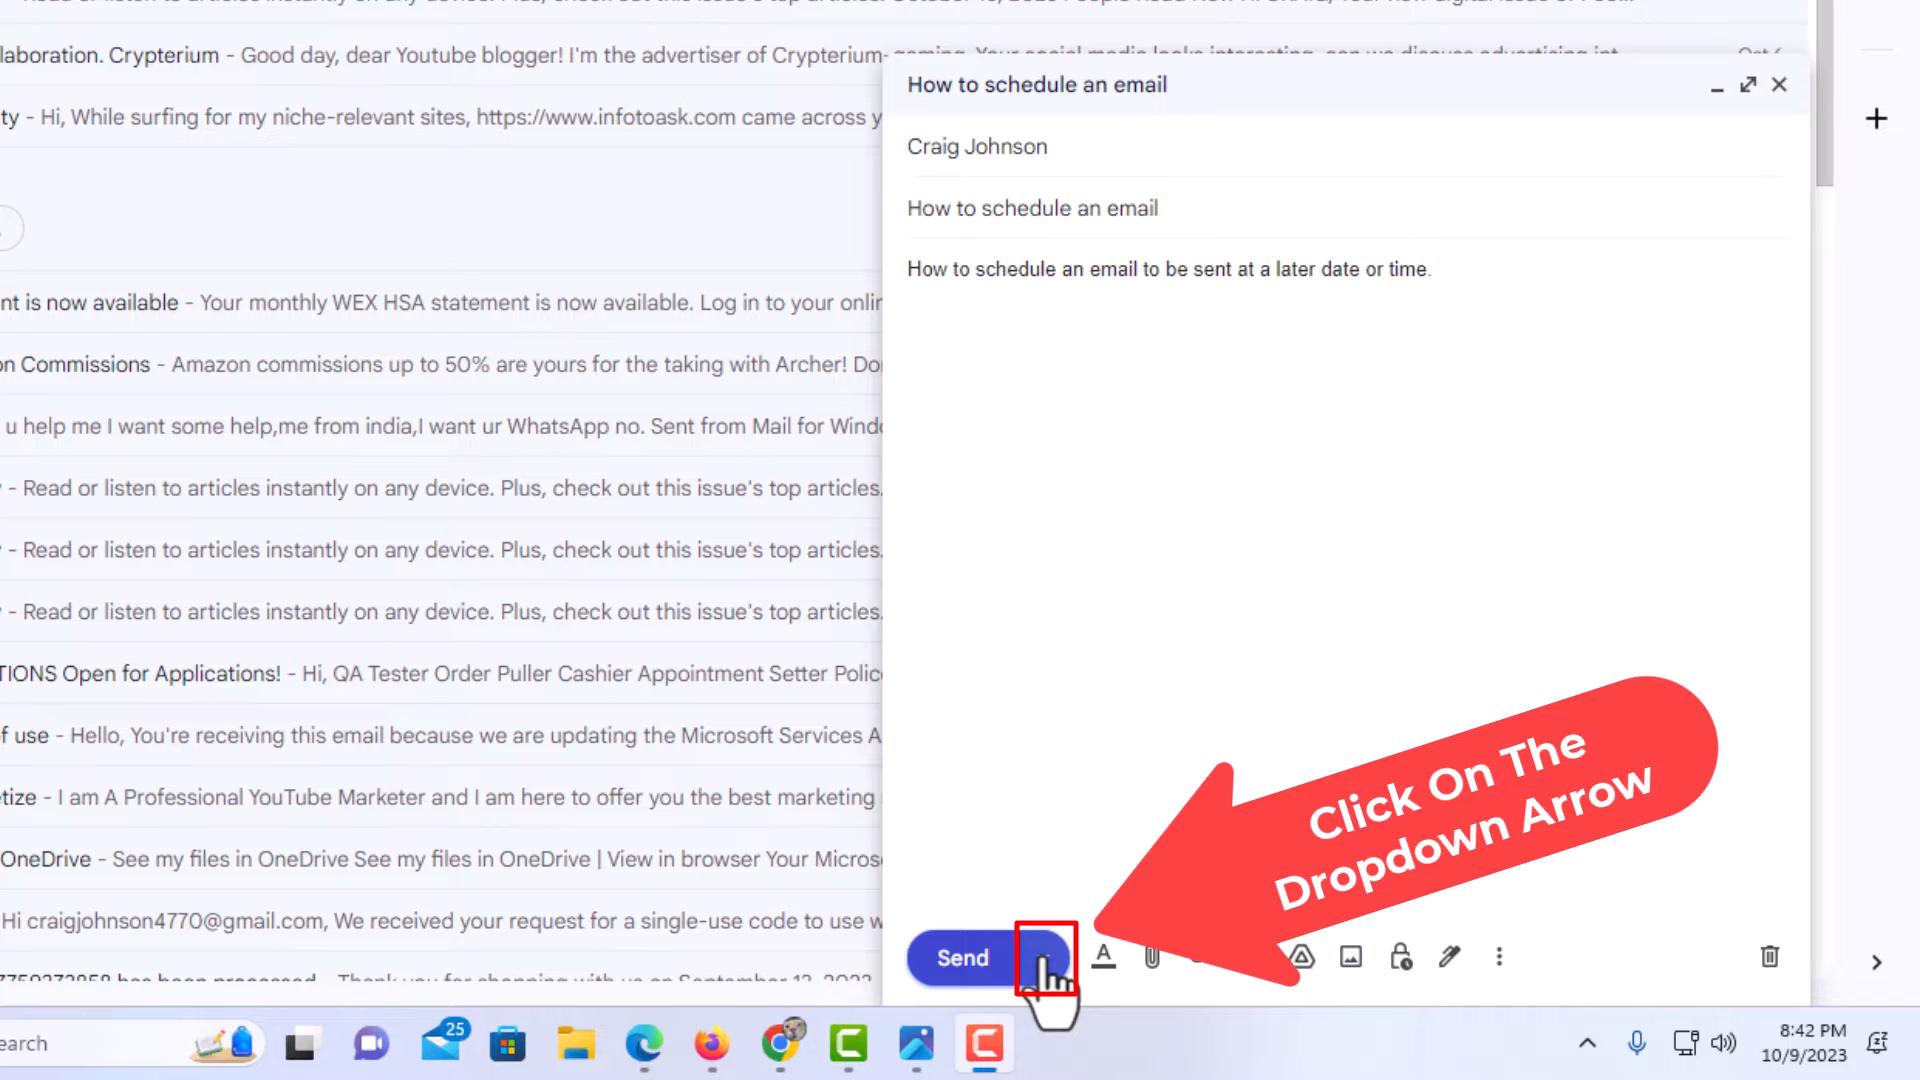 laboration. Crypterium - Good day, dear Youtube blogger! I'm the advertiser of Crypterium-
ty - Hi, While surfing for my niche-relevant sites, https://www.infotoask.com came across y
nt is now available - Your monthly WEX HSA statement is now available. Log in to your onlin
on Commissions - Amazon commissions up to 50% are yours for the taking with Archer! Do
u help me I want some help,me from india,I want ur WhatsApp no. Sent from Mail for Windo
- Read or listen to articles instantly on any device. Plus, check out this issue's top articles.
- Read or listen to articles instantly on any device. Plus, check out this issue's top articles.
- Read or listen to articles instantly on any device. Plus, check out this issue's top articles.
TIONS Open for Applications! - Hi, QA Tester Order Puller Cashier Appointment Setter Polic
f use - Hello, You're receiving this email because we are updating the Microsoft Services A
tize - I am A Professional YouTube Marketer and I am here to offer you the best marketing
OneDrive - See my files in OneDrive See my files in OneDrive | View in browser Your Micros
Hi craigjohnson4770@gmail.com, We received your request for a single-use code to use w
How to schedule an email
Craig Johnson
How to schedule an email
How to schedule an email to be sent at a later date or time.
Click On The
Dropdown Arrow
Send
earch
25
8:42 PM
10/9/2023